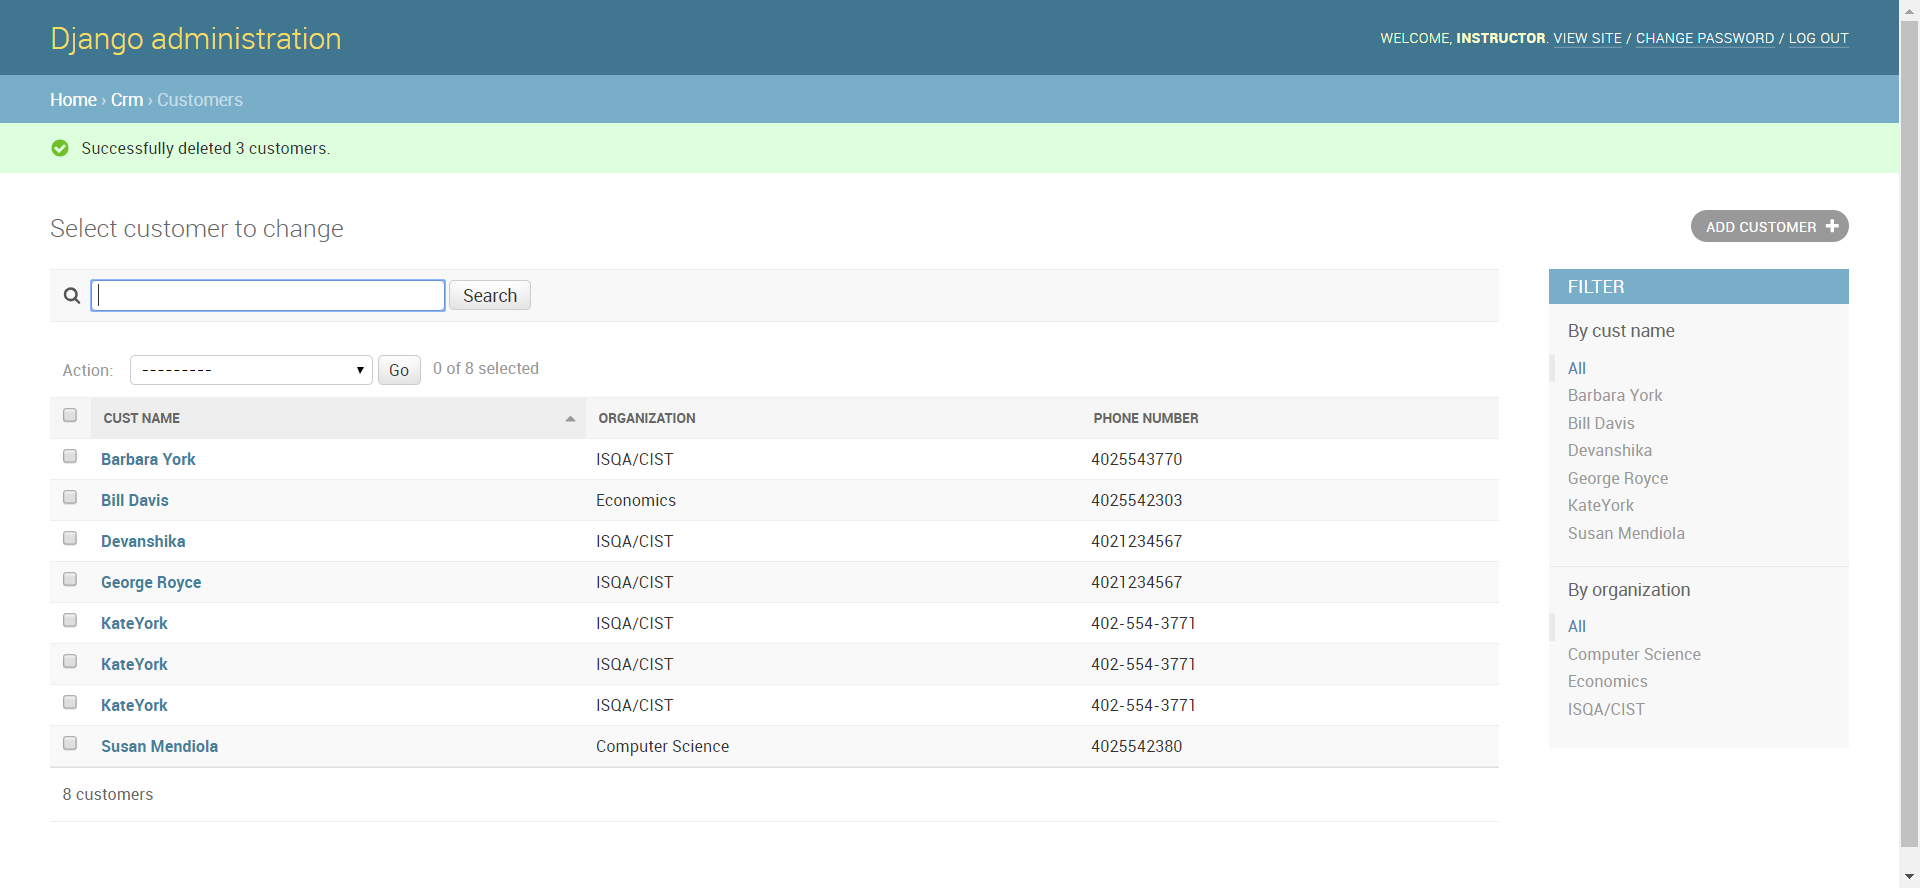 Django administration
WELCOME, INSTRUCTOR. VIEW SITE / CHANGE PASSWORD / LOG OUT
Home › Crm › Customers
Successfully deleted 3 customers.
Select customer to change
ADD CUSTOMER +
Search
Action: --------- Go 0 of 8 selected
CUST NAME ORGANIZATION PHONE NUMBER
Barbara York ISQA/CIST 4025543770
Bill Davis Economics 4025542303
Devanshika ISQA/CIST 4021234567
George Royce ISQA/CIST 4021234567
KateYork ISQA/CIST 402-554-3771
KateYork ISQA/CIST 402-554-3771
KateYork ISQA/CIST 402-554-3771
Susan Mendiola Computer Science 4025542380
8 customers
FILTER
By cust name
All
Barbara York
Bill Davis
Devanshika
George Royce
KateYork
Susan Mendiola
By organization
All
Computer Science
Economics
ISQA/CIST